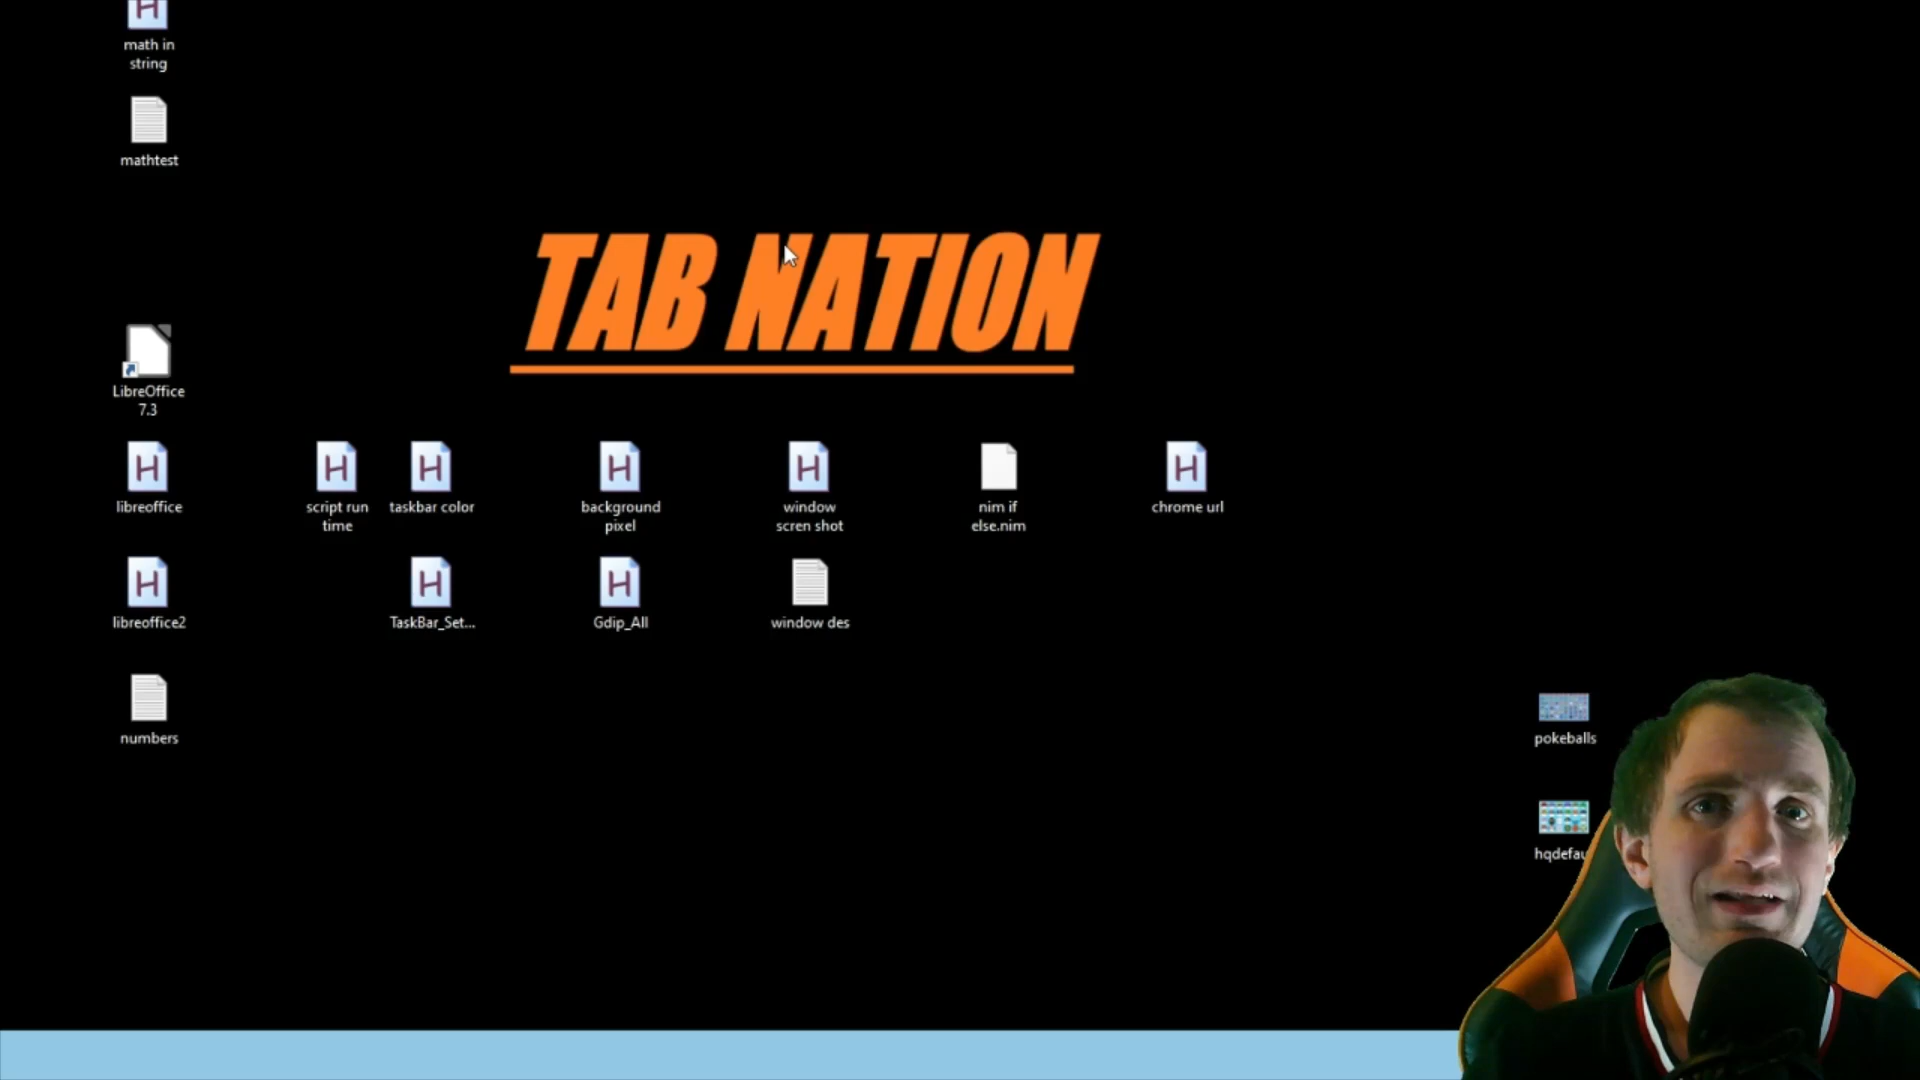 math in
string
mathtest
TAB NATION
LibreOffice
7.3
libreoffice
script run
time
taskbar color
background
pixel
window
scren shot
nim if
else.nim
chrome url
libreoffice2
TaskBar_Set...
Gdip_All
window des
numbers
pokeballs
hqdefau